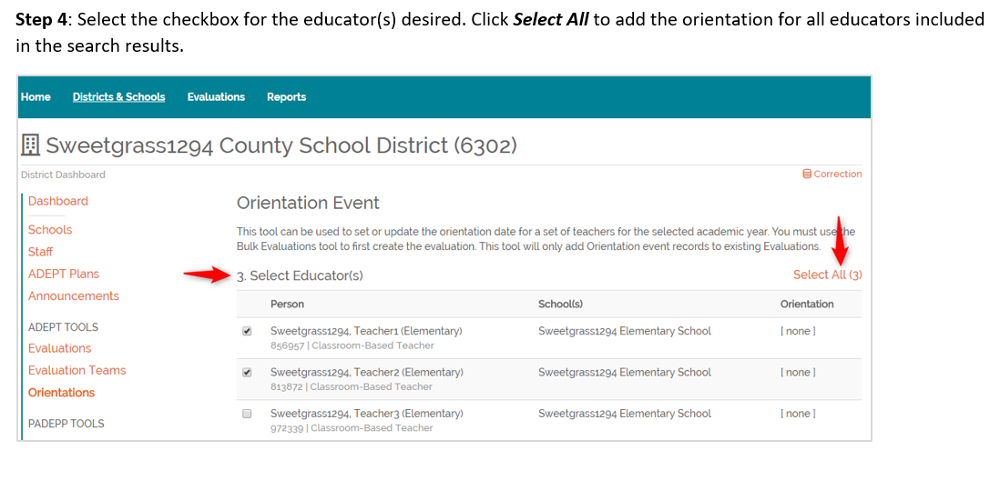 Step 4: Select the checkbox for the educator(s) desired. Click Select All to add the orientation for all educators included
in the search results.
Home Districts & Schools Evaluations Reports
Sweetgrass1294 County School District (6302)
District Dashboard
Correction
Dashboard
Schools
Staff
ADEPT Plans
Announcements
ADEPT TOOLS
Evaluations
Evaluation Teams
Orientations
PADEPP TOOLS
Orientation Event
This tool can be used to set or update the orientation date for a set of teachers for the selected academic year. You must use the
Bulk Evaluations tool to first create the evaluation. This tool will only add Orientation event records to existing Evaluations.
3. Select Educator(s)
Select All (3)
Person School(s) Orientation
Sweetgrass1294, Teacher1 (Elementary) Sweetgrass1294 Elementary School [ none ]
856957 | Classroom-Based Teacher
Sweetgrass1294, Teacher2 (Elementary) Sweetgrass1294 Elementary School [ none ]
813872 | Classroom-Based Teacher
Sweetgrass1294, Teacher3 (Elementary) Sweetgrass1294 Elementary School [ none ]
972339 | Classroom-Based Teacher